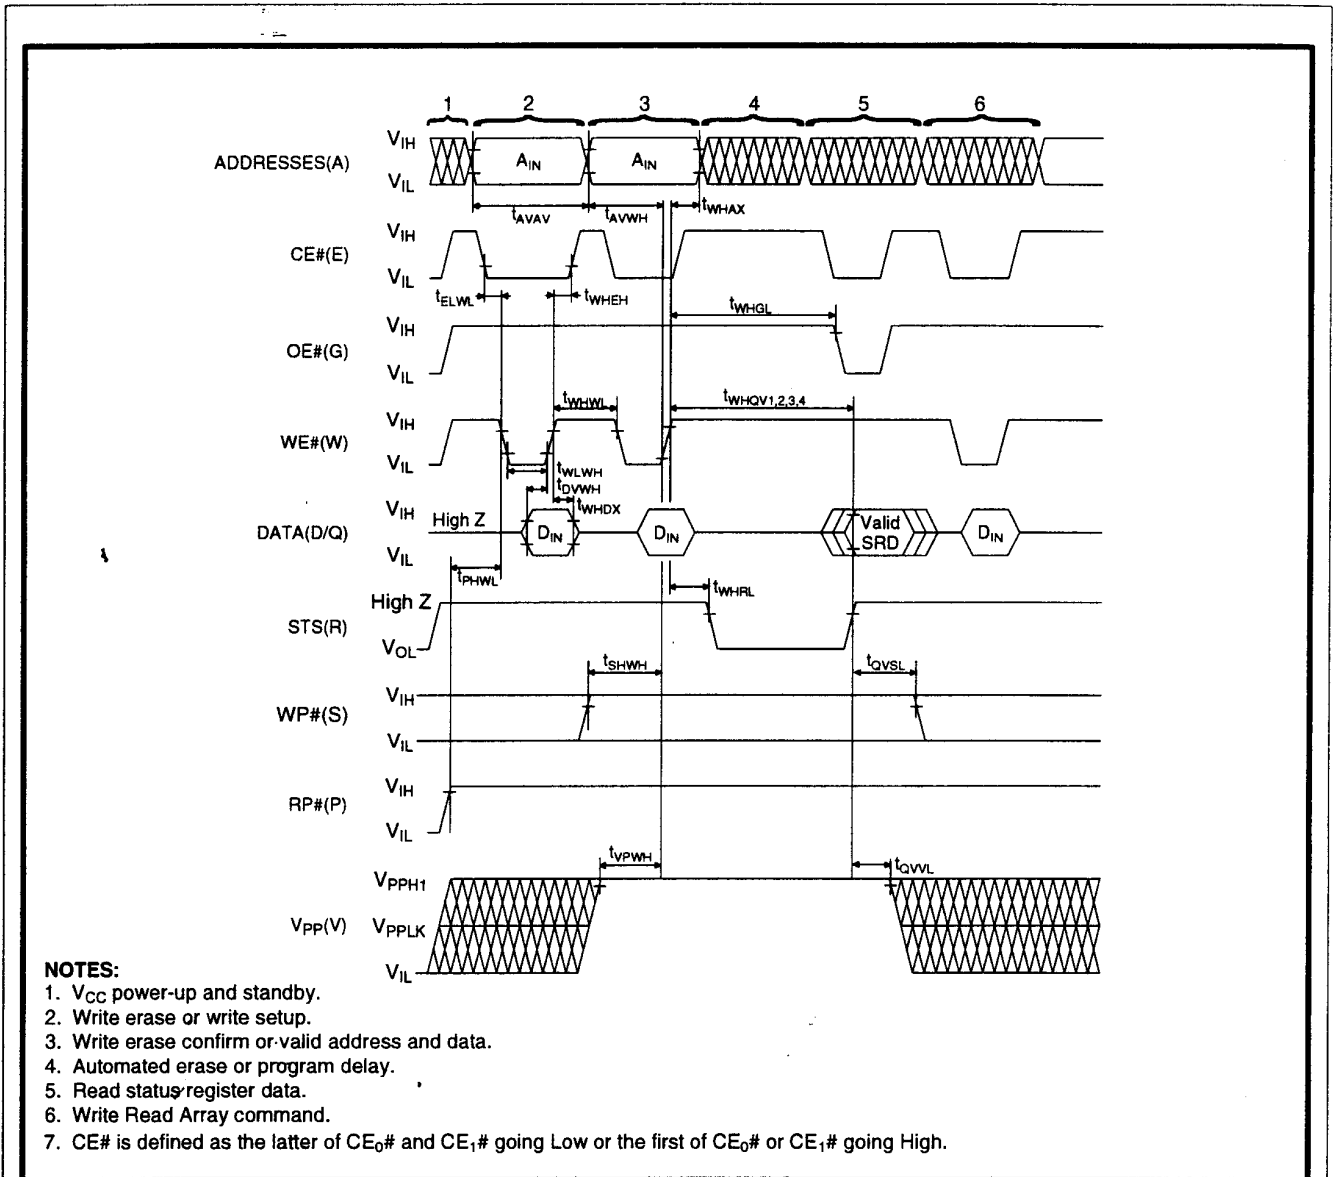 1 2 3 4 5 6
ADDRESSES(A) VIH VIL AIN AIN
tAVAV tAVWH tWHAX
CE#(E) VIH VIL
tELWL tWHEH tWHGL
OE#(G) VIH VIL
tWHWL tWHQV1,2,3,4
WE#(W) VIH VIL
tWLWH
tDVWH
tWHDX
DATA(D/Q) VIH VIL High Z DIN DIN Valid SRD DIN
tPHWL tWHRL
STS(R) High Z VOL
tSHWH tQVSL
WP#(S) VIH VIL
RP#(P) VIH VIL
tVPWH tQVVL
VPP(V) VPPH1 VPPLK VIL
NOTES:
1. VCC power-up and standby.
2. Write erase or write setup.
3. Write erase confirm or valid address and data.
4. Automated erase or program delay.
5. Read status register data.
6. Write Read Array command.
7. CE# is defined as the latter of CE0# and CE1# going Low or the first of CE0# or CE1# going High.